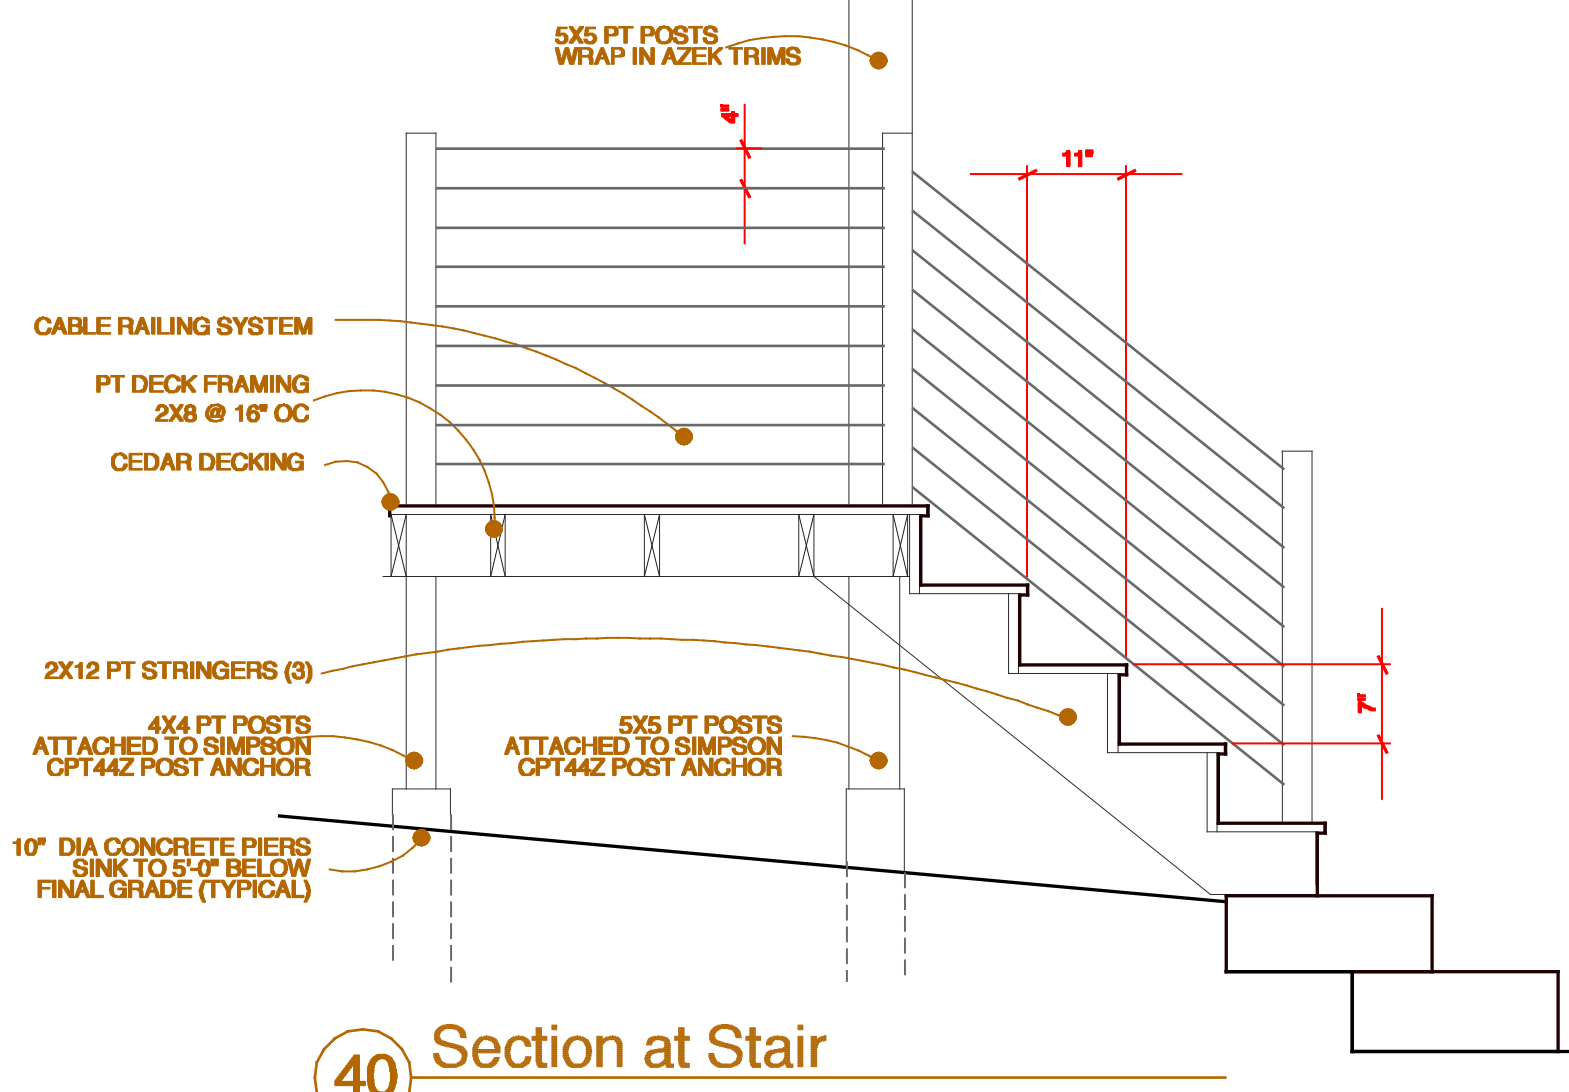 5X5 PT POSTS
WRAP IN AZEK TRIMS
4"
11"
CABLE RAILING SYSTEM
PT DECK FRAMING
2X8 @ 16" OC
CEDAR DECKING
2X12 PT STRINGERS (3)
7"
4X4 PT POSTS
ATTACHED TO SIMPSON
CPT44Z POST ANCHOR
5X5 PT POSTS
ATTACHED TO SIMPSON
CPT44Z POST ANCHOR
10" DIA CONCRETE PIERS
SINK TO 5'-0" BELOW
FINAL GRADE (TYPICAL)
Section at Stair
40